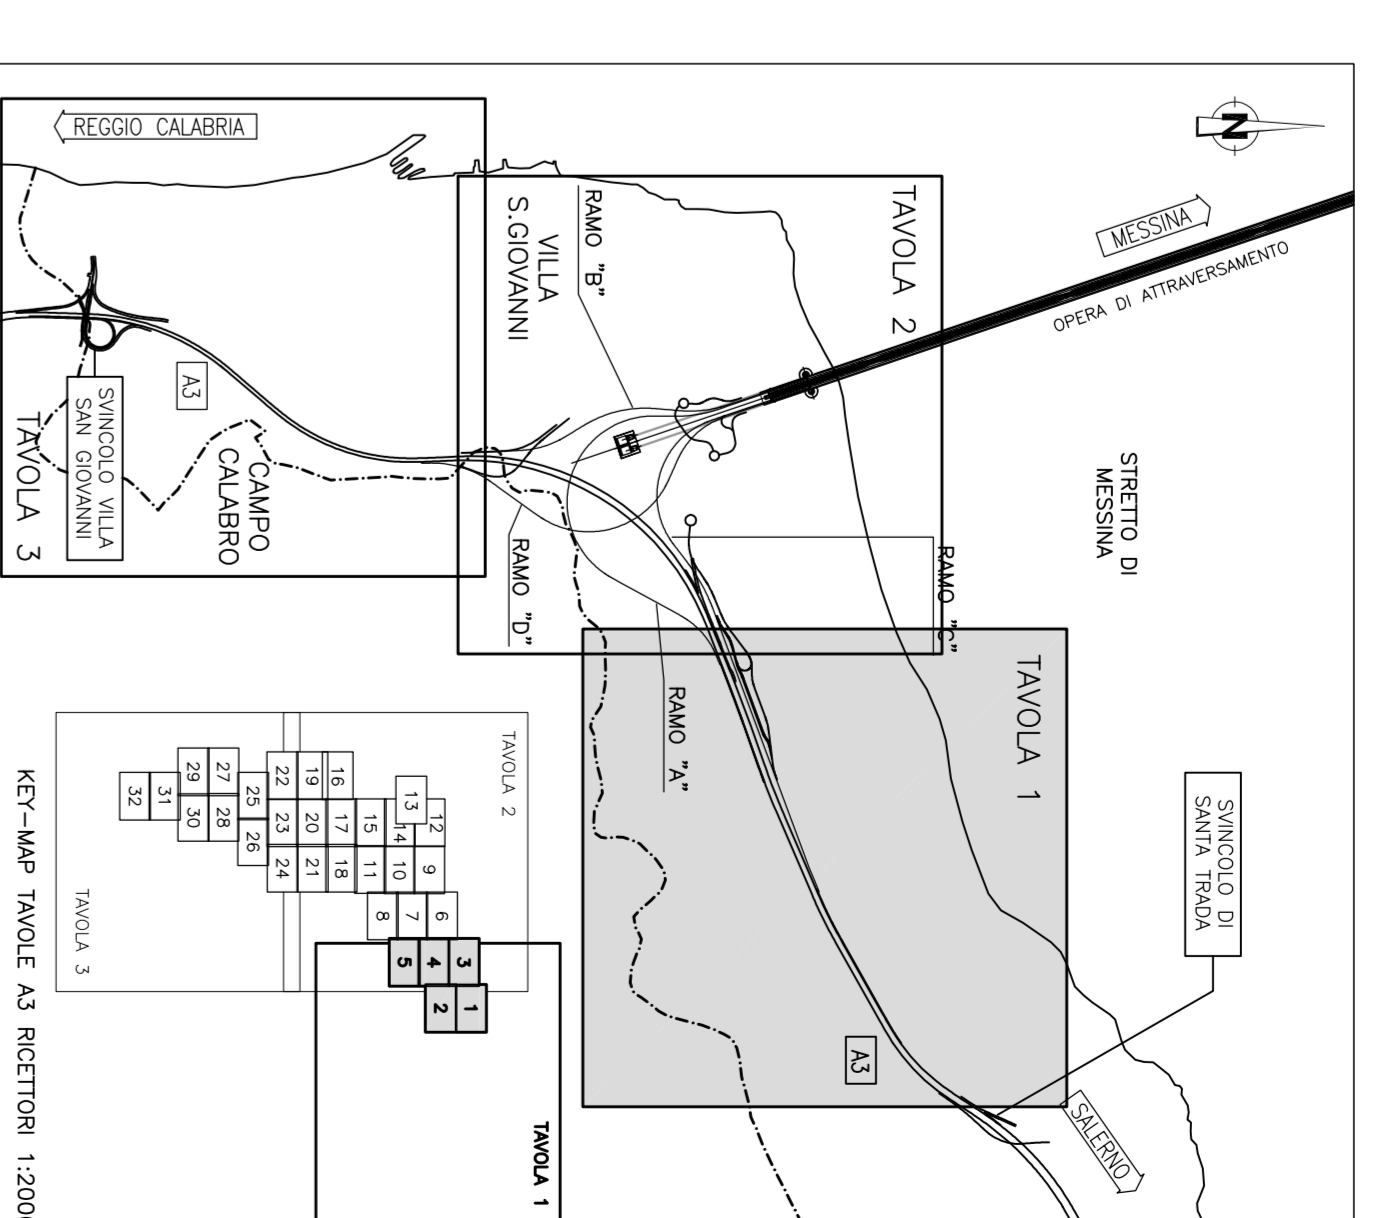 REGGIO CALABRIA
N
MESSINA
OPERA DI ATTRAVERSAMENTO
TAVOLA 2
RAMO "B"
VILLA
S.GIOVANNI
STRETTO DI
MESSINA
A3
SVINCOLO VILLA
SAN GIOVANNI
TAVOLA 3
CAMPO
CALABRO
RAMO "D"
RAMO "C"
TAVOLA 1
RAMO "A"
SVINCOLO DI
SANTA TRADA
A3
SALERNO
TAVOLA 2
TAVOLA 3
TAVOLA 1
16
19
22
27
29
13
12
25
31
32
14
15
17
20
23
28
30
9
10
11
18
21
24
26
6
7
8
3
4
5
1
2
KEY-MAP TAVOLE A3 RICETTORI